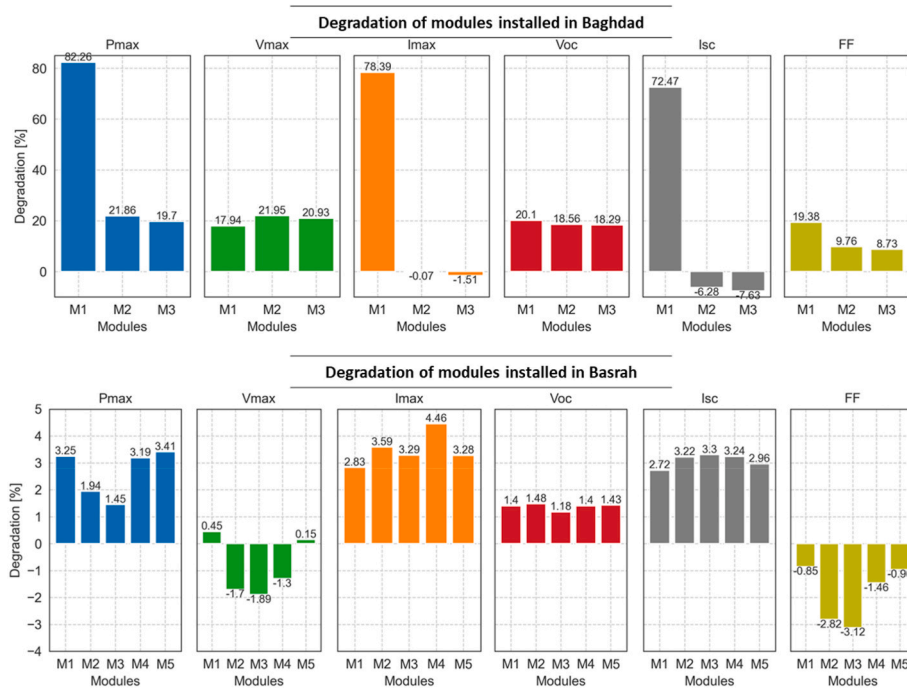 Degradation of modules installed in Baghdad
Pmax Vmax Imax Voc Isc FF
Degradation [%]
80
60
40
20
0
82.26 21.86 19.7
17.94 21.95 20.93
78.39 -0.07 -1.51
20.1 18.56 18.29
72.47 -6.28 -7.63
19.38 9.76 8.73
M1 M2 M3 M1 M2 M3 M1 M2 M3 M1 M2 M3 M1 M2 M3 M1 M2 M3
Modules Modules Modules Modules Modules Modules
Degradation of modules installed in Basrah
Pmax Vmax Imax Voc Isc FF
Degradation [%]
5
4
3
2
1
0
-1
-2
-3
-4
3.25 1.94 1.45 3.19 3.41
0.45 -1.7 -1.89 -1.3 0.15
2.83 3.59 3.29 4.46 3.28
1.4 1.48 1.18 1.4 1.43
2.72 3.22 3.3 3.24 2.96
-0.85 -2.82 -3.12 -1.46
M1 M2 M3 M4 M5 M1 M2 M3 M4 M5 M1 M2 M3 M4 M5 M1 M2 M3 M4 M5 M1 M2 M3 M4 M5 M1 M2 M3 M4 M5
Modules Modules Modules Modules Modules Modules